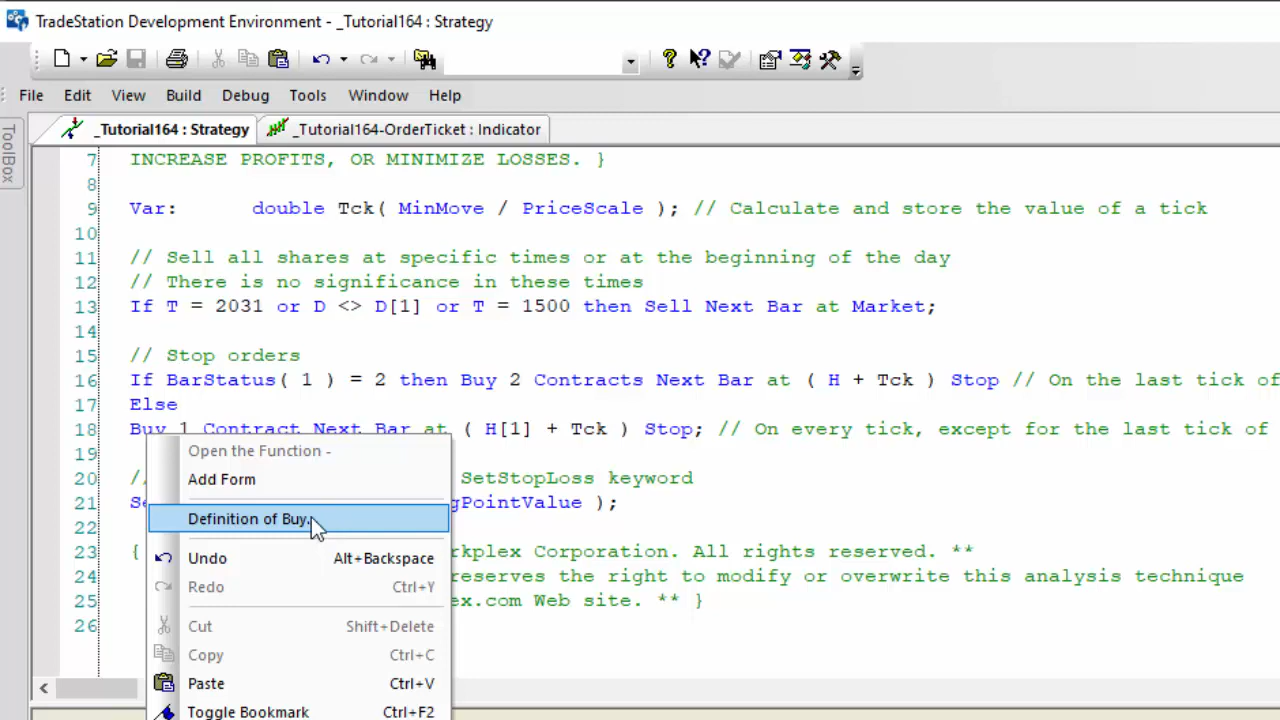 TradeStation Development Environment - _Tutorial164 : Strategy
File Edit View Build Debug Tools Window Help
ToolBox
_Tutorial164 : Strategy
_Tutorial164-OrderTicket : Indicator
7 INCREASE PROFITS, OR MINIMIZE LOSSES. }
8
9 Var: double Tck( MinMove / PriceScale ); // Calculate and store the value of a tick
10
11 // Sell all shares at specific times or at the beginning of the day
12 // There is no significance in these times
13 If T = 2031 or D <> D[1] or T = 1500 then Sell Next Bar at Market;
14
15 // Stop orders
16 If BarStatus( 1 ) = 2 then Buy 2 Contracts Next Bar at ( H + Tck ) Stop // On the last tick of
17 Else
18 Buy 1 Contract Next Bar at ( H[1] + Tck ) Stop; // On every tick, except for the last tick of
19
20 // SetStopLoss keyword
21 Se gPointValue );
22
23 { rkplex Corporation. All rights reserved. **
24 reserves the right to modify or overwrite this analysis technique
25 ex.com Web site. ** }
26
Open the Function -
Add Form
Definition of Buy.
Undo Alt+Backspace
Redo Ctrl+Y
Cut Shift+Delete
Copy Ctrl+C
Paste Ctrl+V
Toggle Bookmark Ctrl+F2